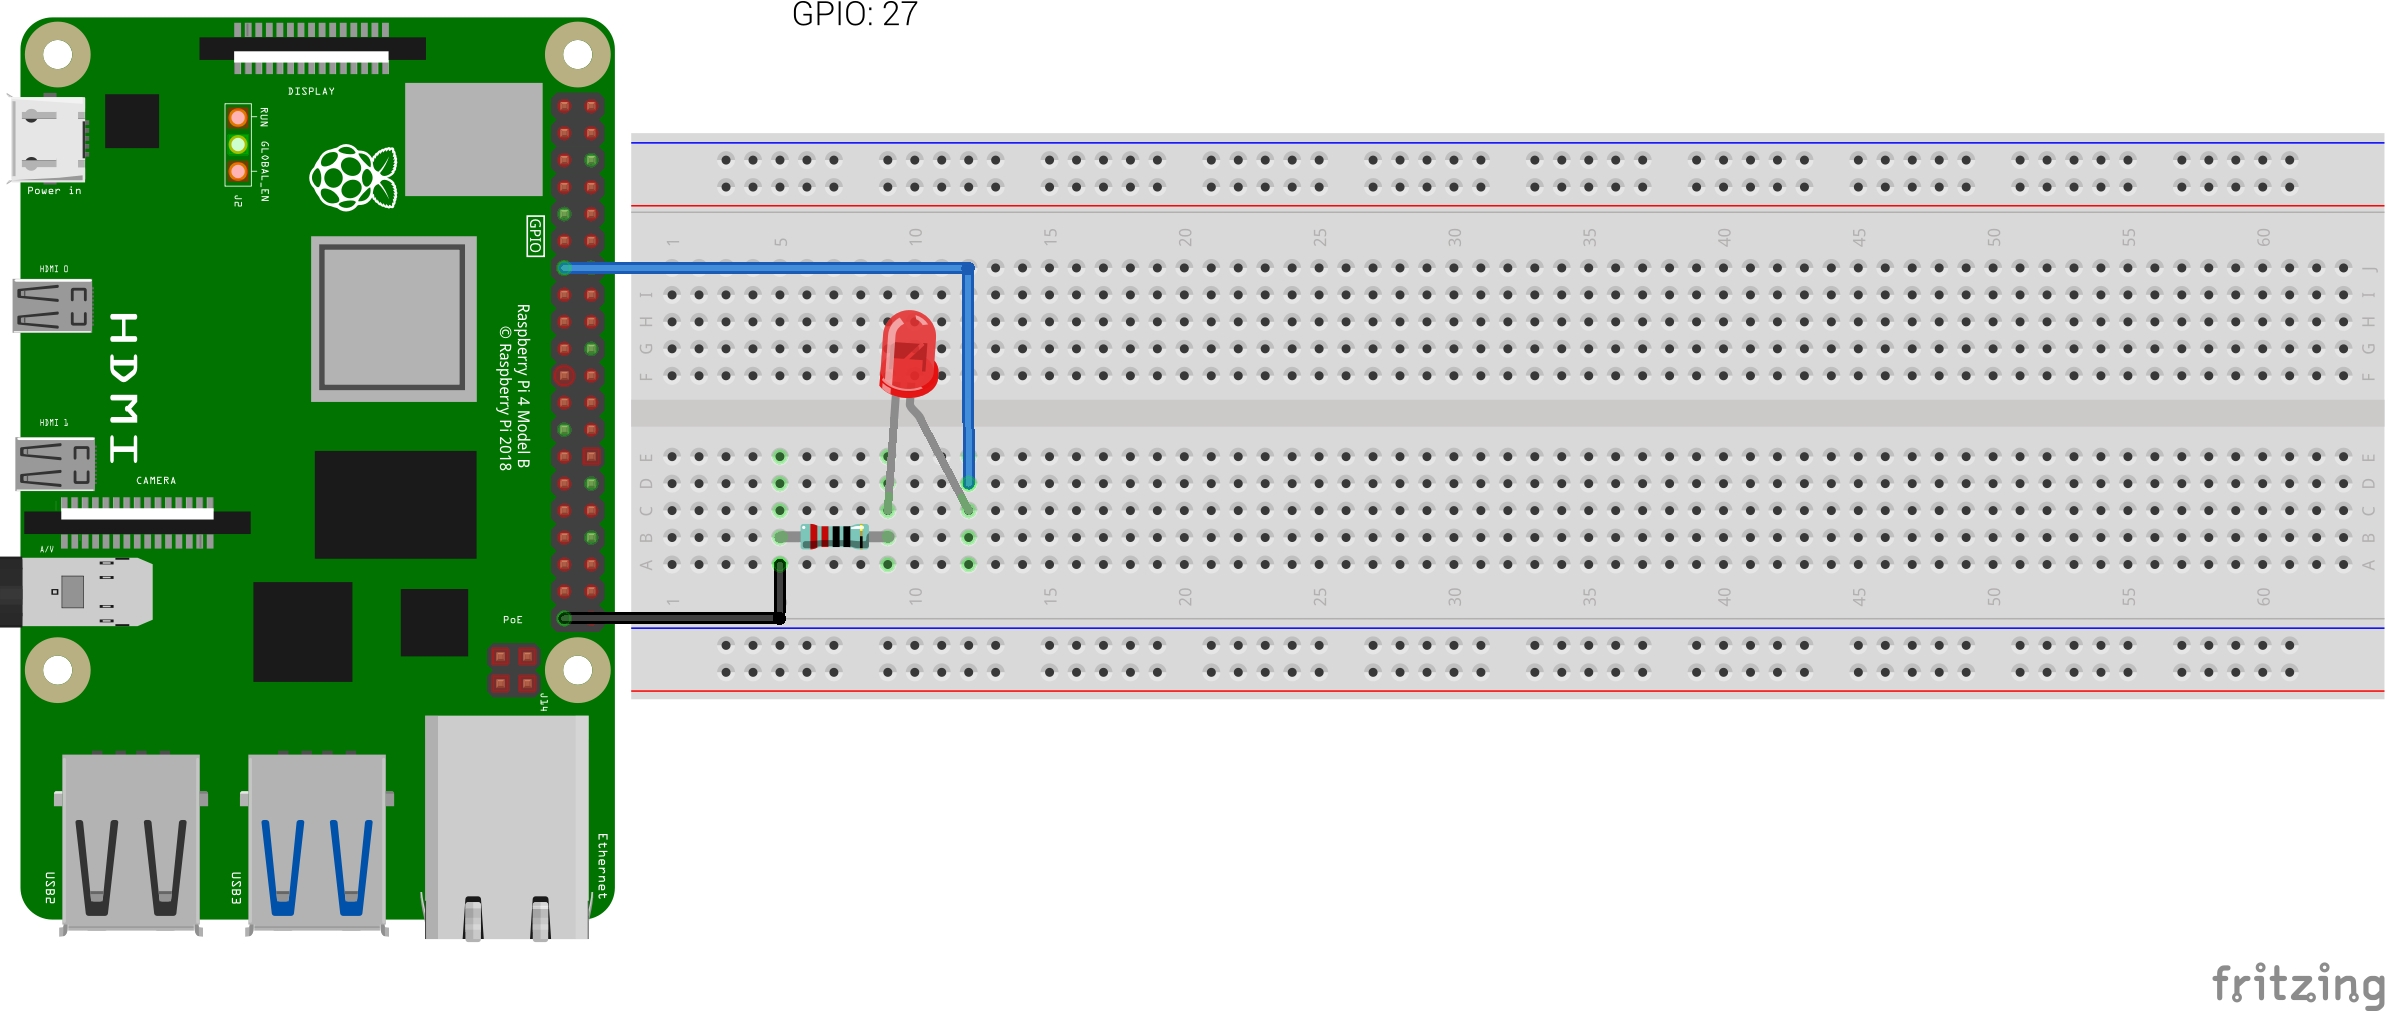 GPIO: 27
DISPLAY
RUN
GLOBAL_EN
J2
Power in
GPIO
HDMI 0
HDMI
HDMI 1
Raspberry Pi 4 Model B
© Raspberry Pi 2018
CAMERA
A/V
PoE
J14
USB2
USB3
Ethernet
1 5 10 15 20 25 30 35 40 45 50 55 60
J
I I
H H
G G
F F
E E
D D
C C
B B
A A
1 10 15 20 25 30 35 40 45 50 55 60
fritzing